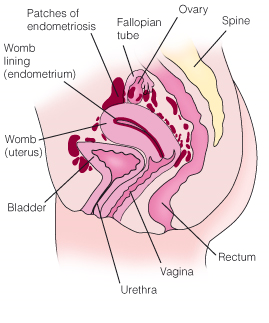 Patches of
endometriosis
Fallopian
tube
Ovary
Spine
Womb
lining
(endometrium)
Womb
(uterus)
Bladder
Urethra
Vagina
Rectum